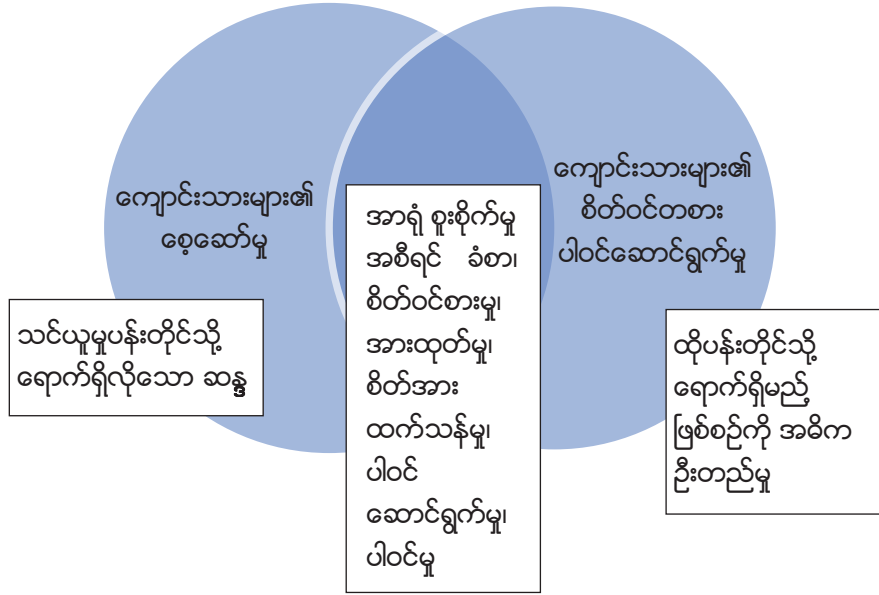 ကျောင်းသားများ၏
စေ့ဆော်မှု
သင်ယူမှုပန်းတိုင်သို့
ရောက်ရှိလိုသော ဆန္ဒ
အာရုံ စူးစိုက်မှု
အစီရင် ခံစာ၊
စိတ်ဝင်စားမှု၊
အားထုတ်မှု၊
စိတ်အား
ထက်သန်မှု၊
ပါဝင်
ဆောင်ရွက်မှု၊
ပါဝင်မှု
ကျောင်းသားများ၏
စိတ်ဝင်တစား
ပါဝင်ဆောင်ရွက်မှု
ထိုပန်းတိုင်သို့
ရောက်ရှိမည့်
ဖြစ်စဉ်ကို အဓိက
ဦးတည်မှု